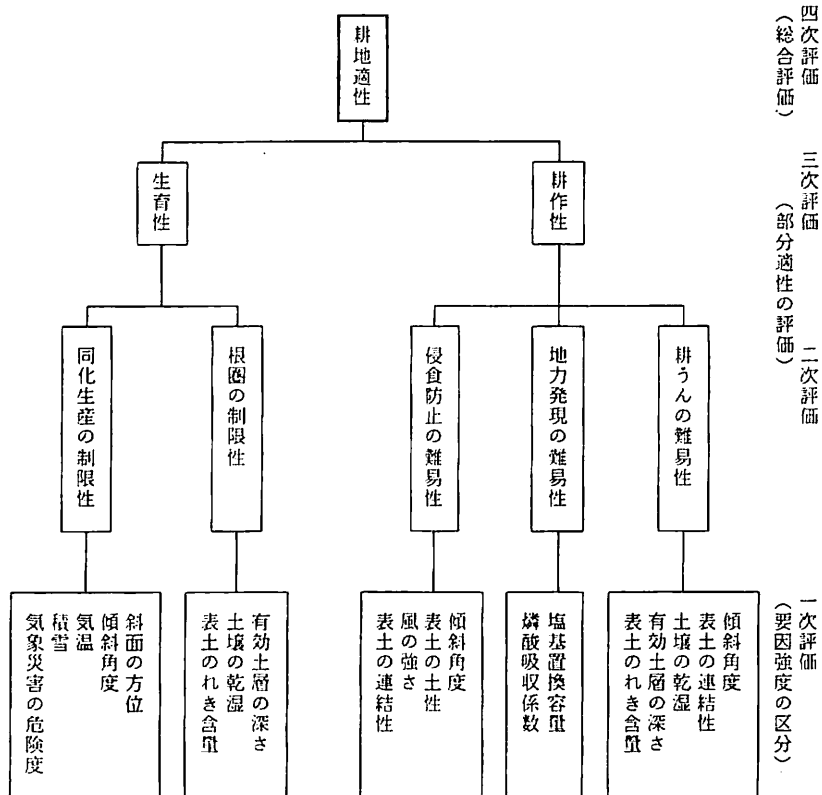 四次評価
（総合評価）
三次評価
（部分適性の評価）
二次評価
一次評価
（要因強度の区分）
耕地適性
耕作性
生育性
耕うんの難易性
地力発現の難易性
侵食防止の難易性
根圏の制限性
同化生産の制限性
傾斜角度
表土の連結性
土壌の乾湿
有効土層の深さ
表土のれき含量
塩基置換容量
燐酸吸収係数
傾斜角度
表土の土性
風の強さ
表土の連結性
有効土層の深さ
土壌の乾湿
表土のれき含量
斜面の方位
傾斜角度
気温
積雪
気象災害の危険度